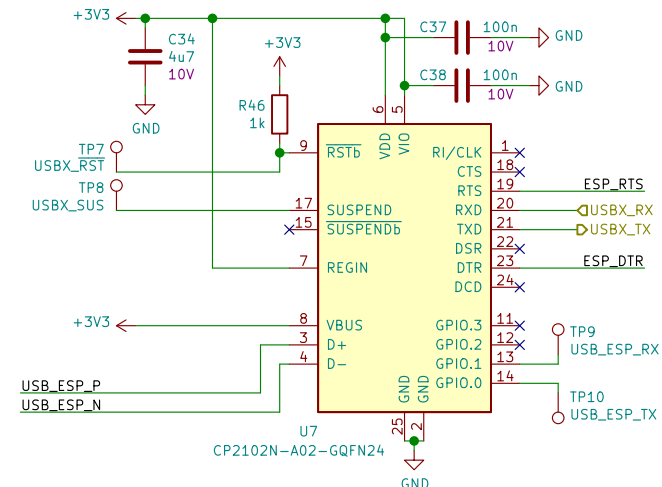 +3V3
C34
4u7
10V
GND
+3V3
R46
1k
C37
100n
10V
GND
C38
100n
10V
GND
TP7
USBX_RST
TP8
USBX_SUS
6
5
VDD
VIO
9
RSTb
17
SUSPEND
15
SUSPENDb
7
REGIN
+3V3
8
VBUS
3
D+
4
D-
USB_ESP_P
USB_ESP_N
RI/CLK
1
CTS
18
RTS
19
ESP_RTS
RXD
20
USBX_RX
TXD
21
USBX_TX
DSR
22
DTR
23
ESP_DTR
DCD
24
GPIO.3
11
GPIO.2
12
GPIO.1
13
GPIO.0
14
TP9
USB_ESP_RX
TP10
USB_ESP_TX
GND
GND
25
2
U7
CP2102N-A02-GQFN24
GND